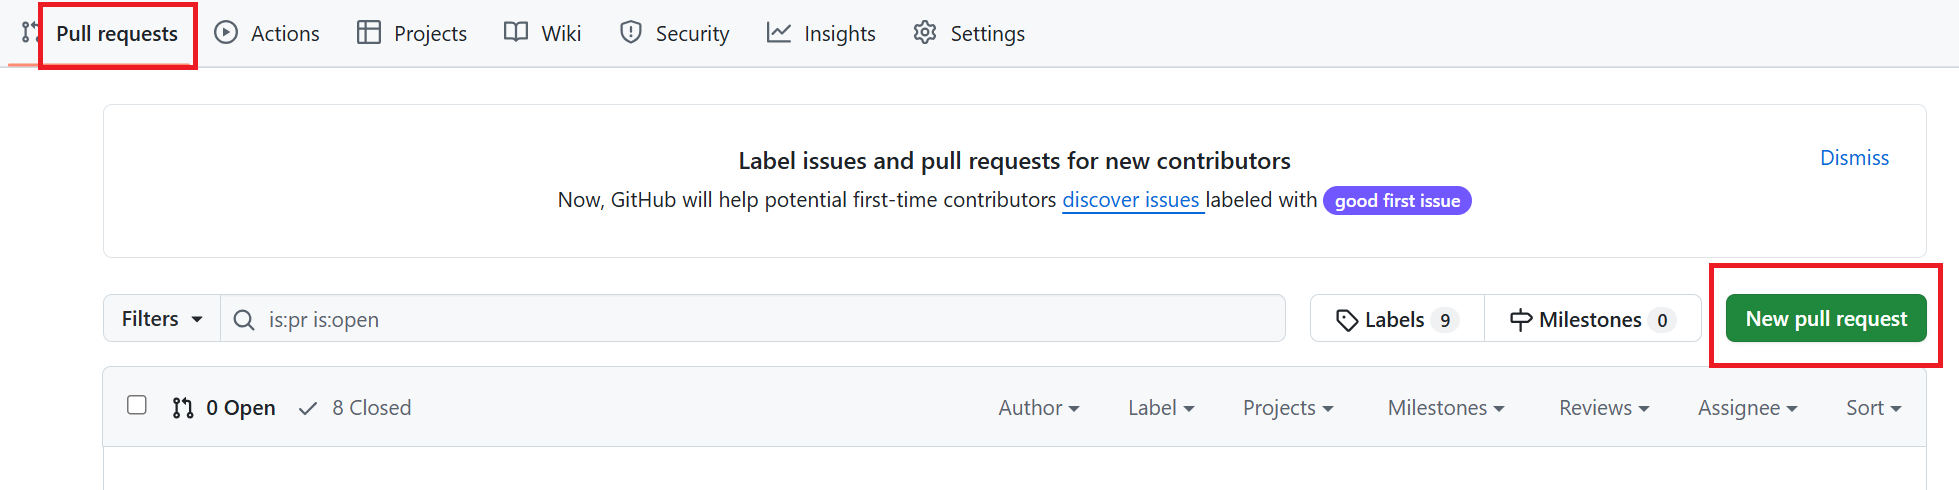 Pull requests Actions Projects Wiki Security Insights Settings
Label issues and pull requests for new contributors
Dismiss
Now, GitHub will help potential first-time contributors discover issues labeled with good first issue
Filters is:pr is:open Labels 9 Milestones 0 New pull request
0 Open 8 Closed Author Label Projects Milestones Reviews Assignee Sort